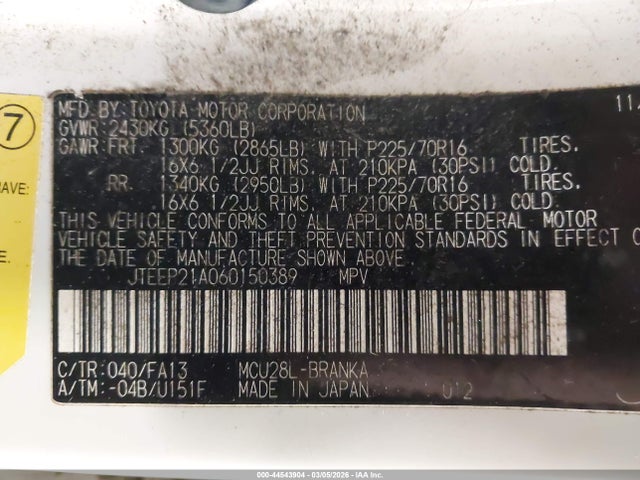 7
HAVE:
MFD. BY: TOYOTA MOTOR CORPORATION 11
GVWR: 2430KG (5360LB)
GAWR:FRT. 1300KG (2865LB) WITH P225/70R16 TIRES,
16X6 1/2JJ RIMS, AT 210KPA (30PSI) COLD.
RR. 1340KG (2950LB) WITH P225/70R16 TIRES,
16X6 1/2JJ RIMS, AT 210KPA (30PSI) COLD.
THIS VEHICLE CONFORMS TO ALL APPLICABLE FEDERAL MOTOR
VEHICLE SAFETY AND THEFT PREVENTION STANDARDS IN EFFECT O
THE DATE OF MANUFACTURE SHOWN ABOVE.
JTEEP21A060150389 MPV
C/TR: 040/FA13 MCU28L-BRANKA
A/TM: -04B/U151F MADE IN JAPAN 012
000-44543904 - 03/05/2026 - IAA Inc.